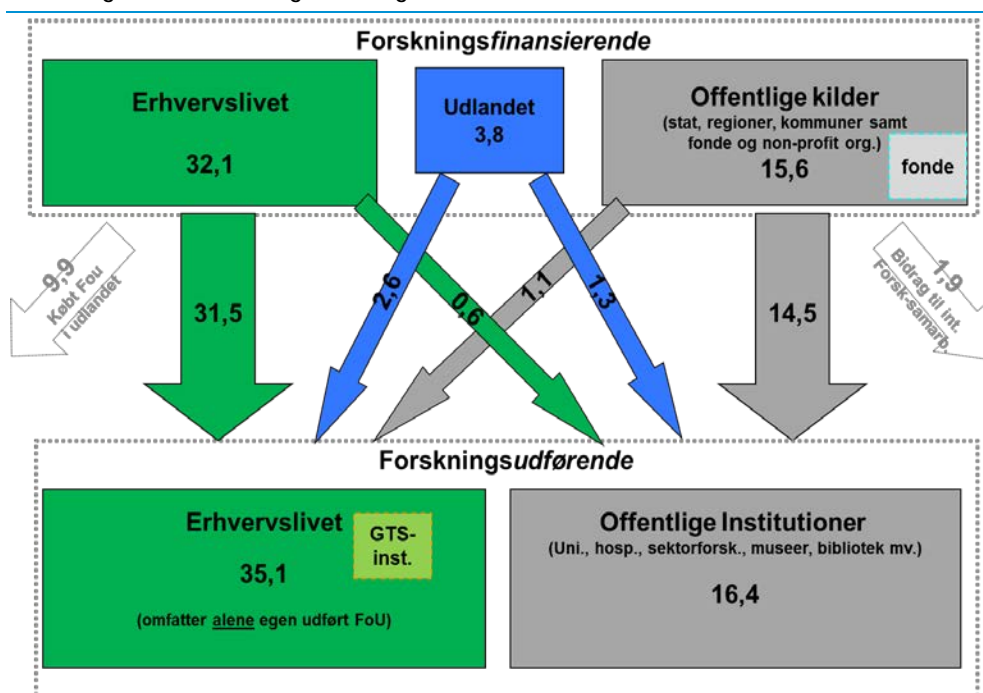 Forskningsfinansierende
Erhvervslivet
32,1
Udlandet
3,8
Offentlige kilder
(stat, regioner, kommuner samt
fonde og non-profit org.)
15,6
fonde
9,9
Købt Fou
i udlandet
31,5
2,6
0,6
1,1
1,3
14,5
1,9
Bidrag til int.
Forsk-samarb.
Forskningsudførende
Erhvervslivet
GTS-
inst.
35,1
(omfatter alene egen udført FoU)
Offentlige Institutioner
(Uni., hosp., sektorforsk., museer, bibliotek mv.)
16,4